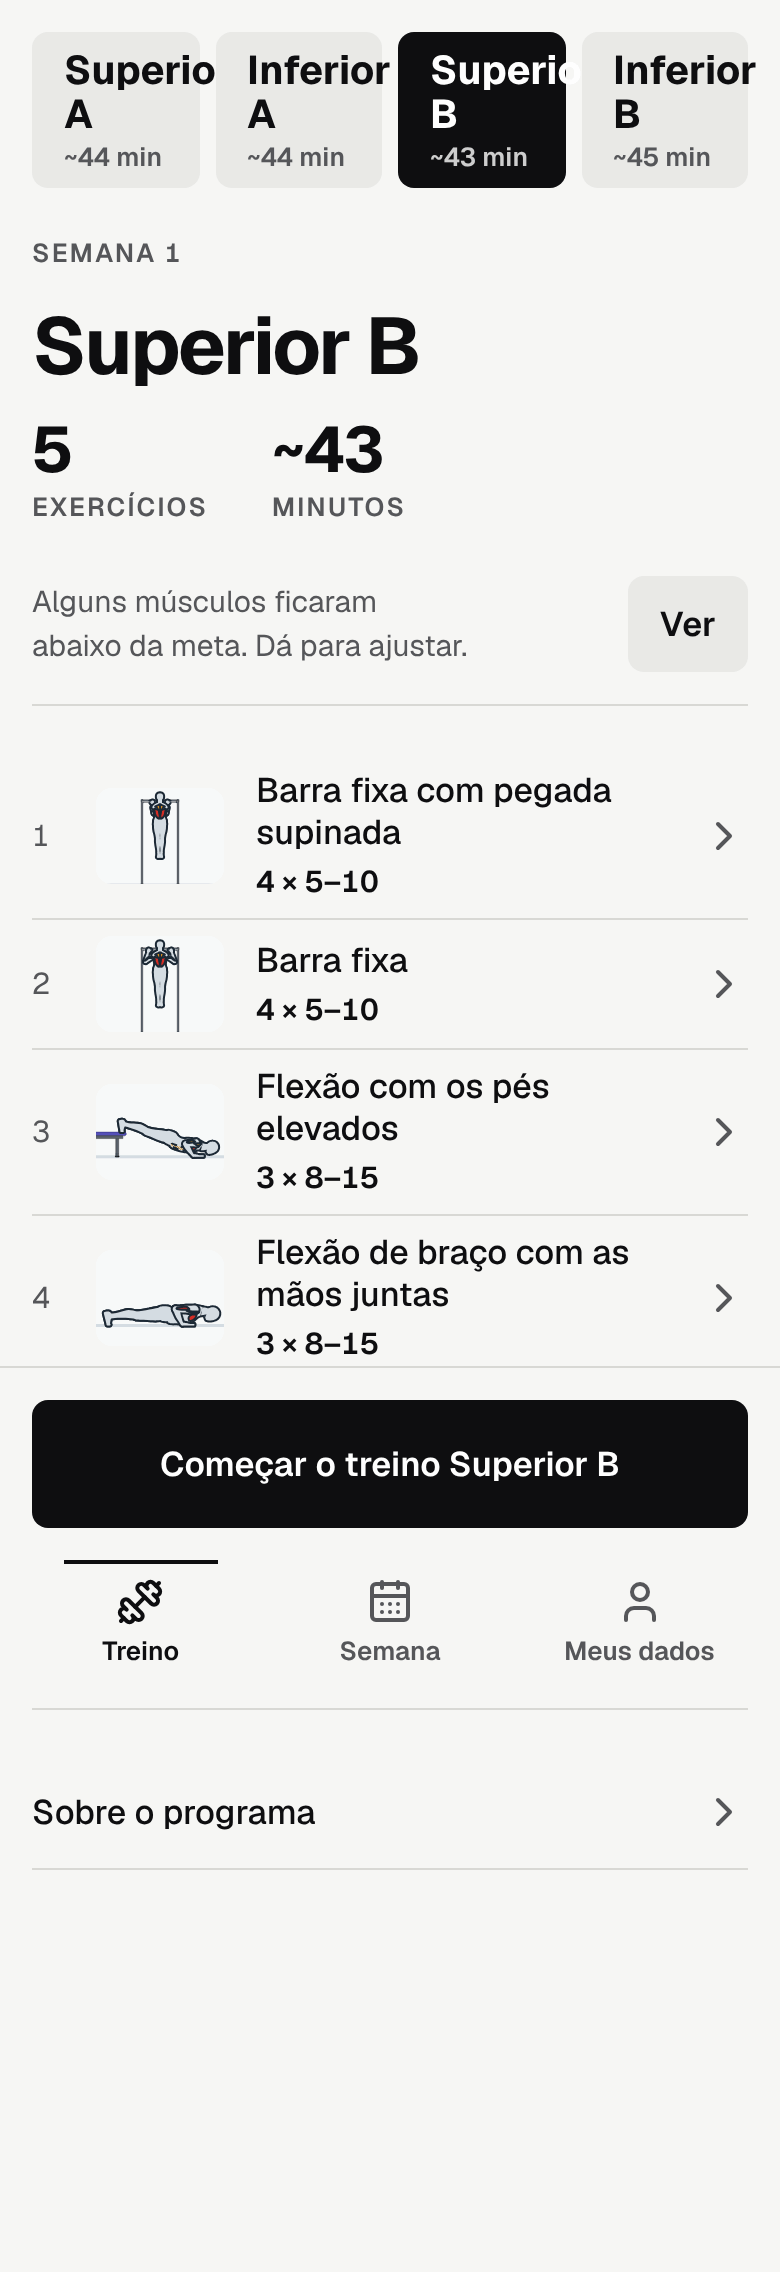 Superio
A
~44 min
Inferior
A
~44 min
Superio
B
~43 min
Inferior
B
~45 min
SEMANA 1
Superior B
5
EXERCÍCIOS
~43
MINUTOS
Alguns músculos ficaram
abaixo da meta. Dá para ajustar.
Ver
1
Barra fixa com pegada
supinada
4 × 5–10
2
Barra fixa
4 × 5–10
3
Flexão com os pés
elevados
3 × 8–15
4
Flexão de braço com as
mãos juntas
3 × 8–15
Começar o treino Superior B
Treino
Semana
Meus dados
Sobre o programa